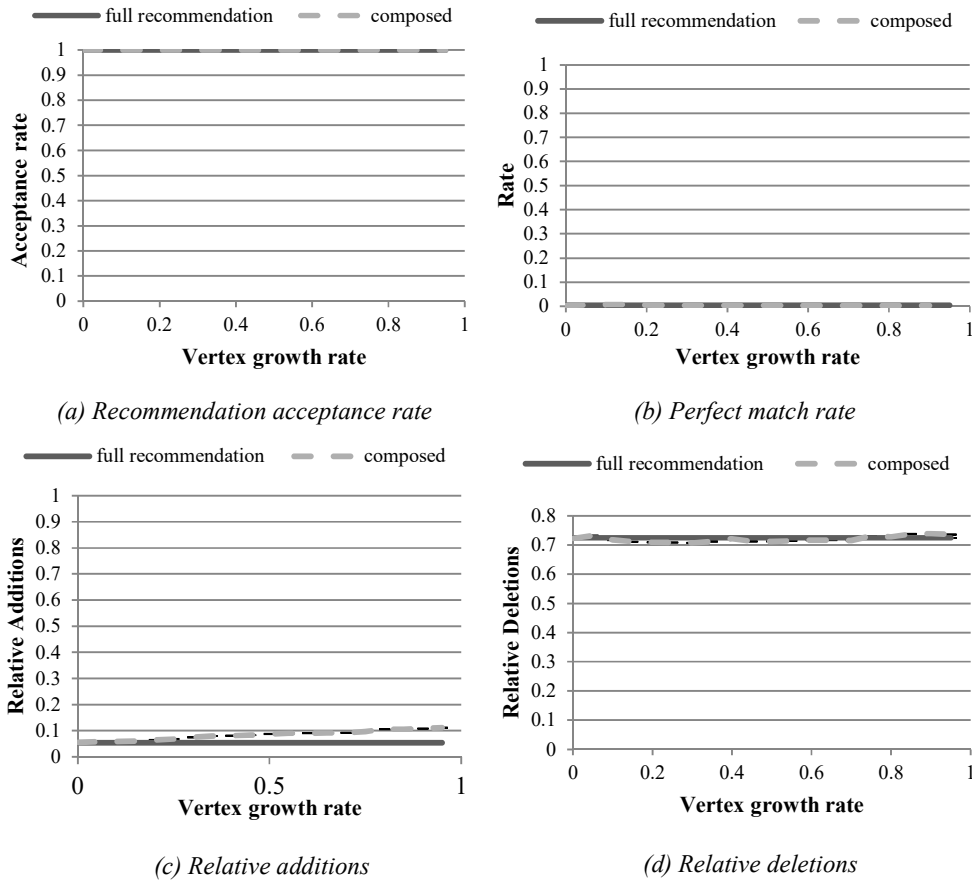 full recommendation composed
1
0.9
0.8
0.7
0.6
0.5
0.4
0.3
0.2
0.1
0
Acceptance rate
0 0.2 0.4 0.6 0.8 1
Vertex growth rate
(a) Recommendation acceptance rate
full recommendation composed
1
0.9
0.8
0.7
0.6
0.5
0.4
0.3
0.2
0.1
0
Rate
0 0.2 0.4 0.6 0.8 1
Vertex growth rate
(b) Perfect match rate
full recommendation composed
1
0.9
0.8
0.7
0.6
0.5
0.4
0.3
0.2
0.1
0
Relative Additions
0 0.5 1
Vertex growth rate
(c) Relative additions
full recommendation composed
0.8
0.7
0.6
0.5
0.4
0.3
0.2
0.1
0
Relative Deletions
0 0.2 0.4 0.6 0.8 1
Vertex growth rate
(d) Relative deletions